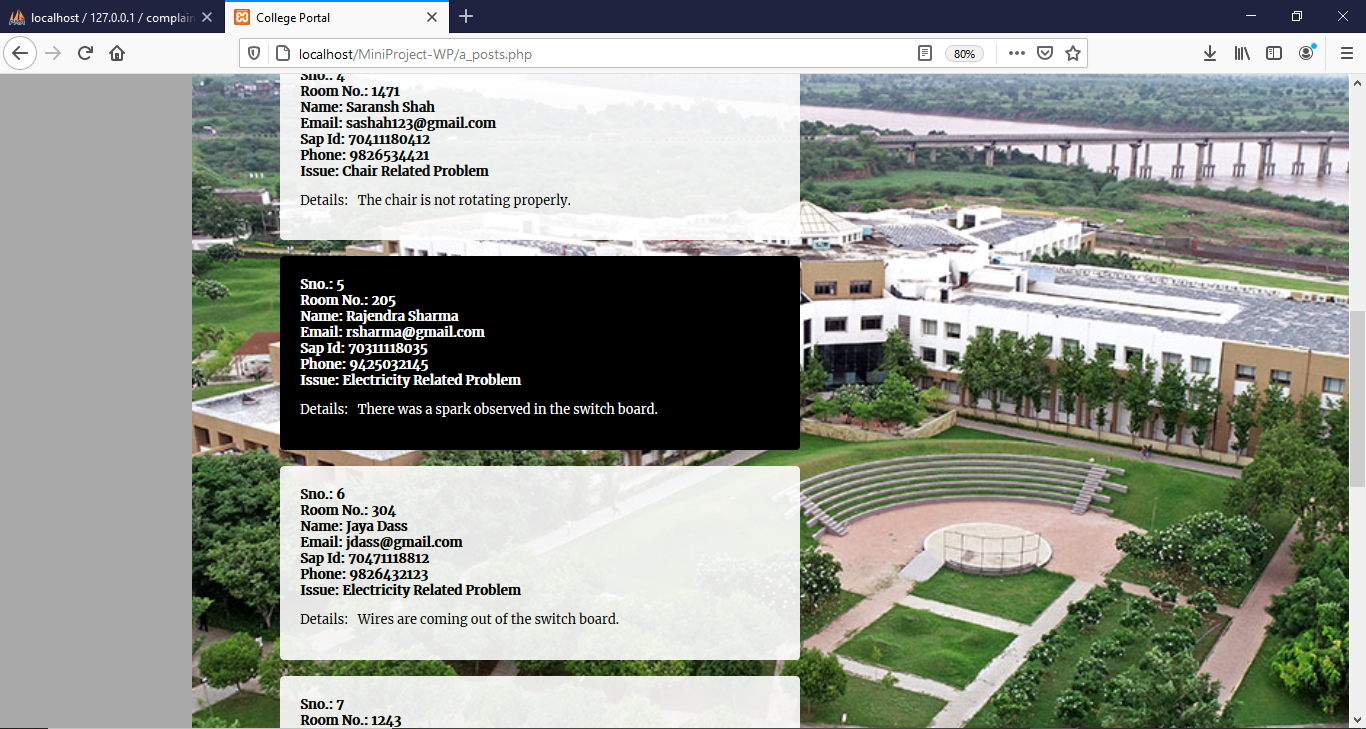 localhost / 127.0.0.1 / complain
College Portal
localhost/MiniProject-WP/a_posts.php
80%
Sno.: 4
Room No.: 1471
Name: Saransh Shah
Email: sashah123@gmail.com
Sap Id: 70411180412
Phone: 9826534421
Issue: Chair Related Problem
Details: The chair is not rotating properly.
Sno.: 5
Room No.: 205
Name: Rajendra Sharma
Email: rsharma@gmail.com
Sap Id: 70311118035
Phone: 9425032145
Issue: Electricity Related Problem
Details: There was a spark observed in the switch board.
Sno.: 6
Room No.: 304
Name: Jaya Dass
Email: jdass@gmail.com
Sap Id: 70471118812
Phone: 9826432123
Issue: Electricity Related Problem
Details: Wires are coming out of the switch board.
Sno.: 7
Room No.: 1243